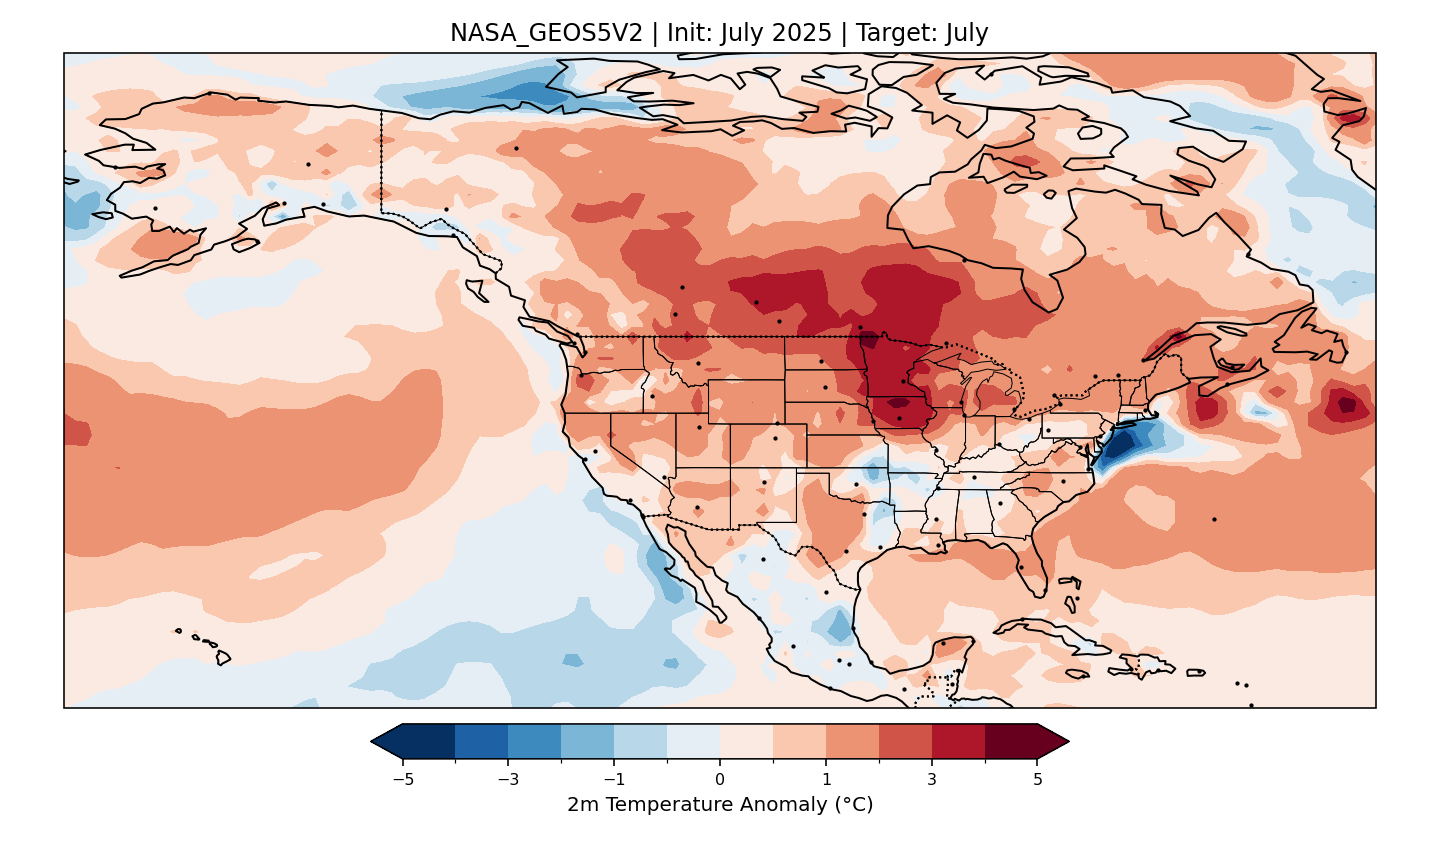 NASA_GEOS5V2 | Init: July 2025 | Target: July
−5 −3 −1 0 1 3 5
2m Temperature Anomaly (°C)